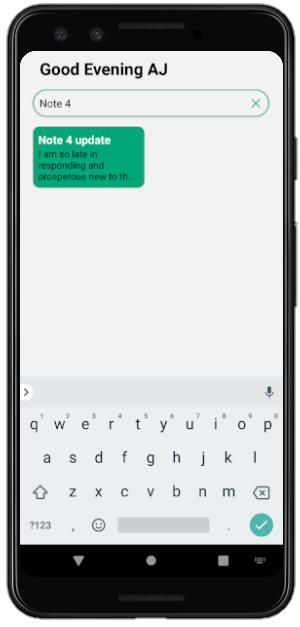 Good Evening AJ
Note 4
Note 4 update
I am so late in
responding and
prosperous new to th...
1 2 3 4 5 6 7 8 9 0
q w e r t y u i o p
a s d f g h j k l
z x c v b n m
?123 , .